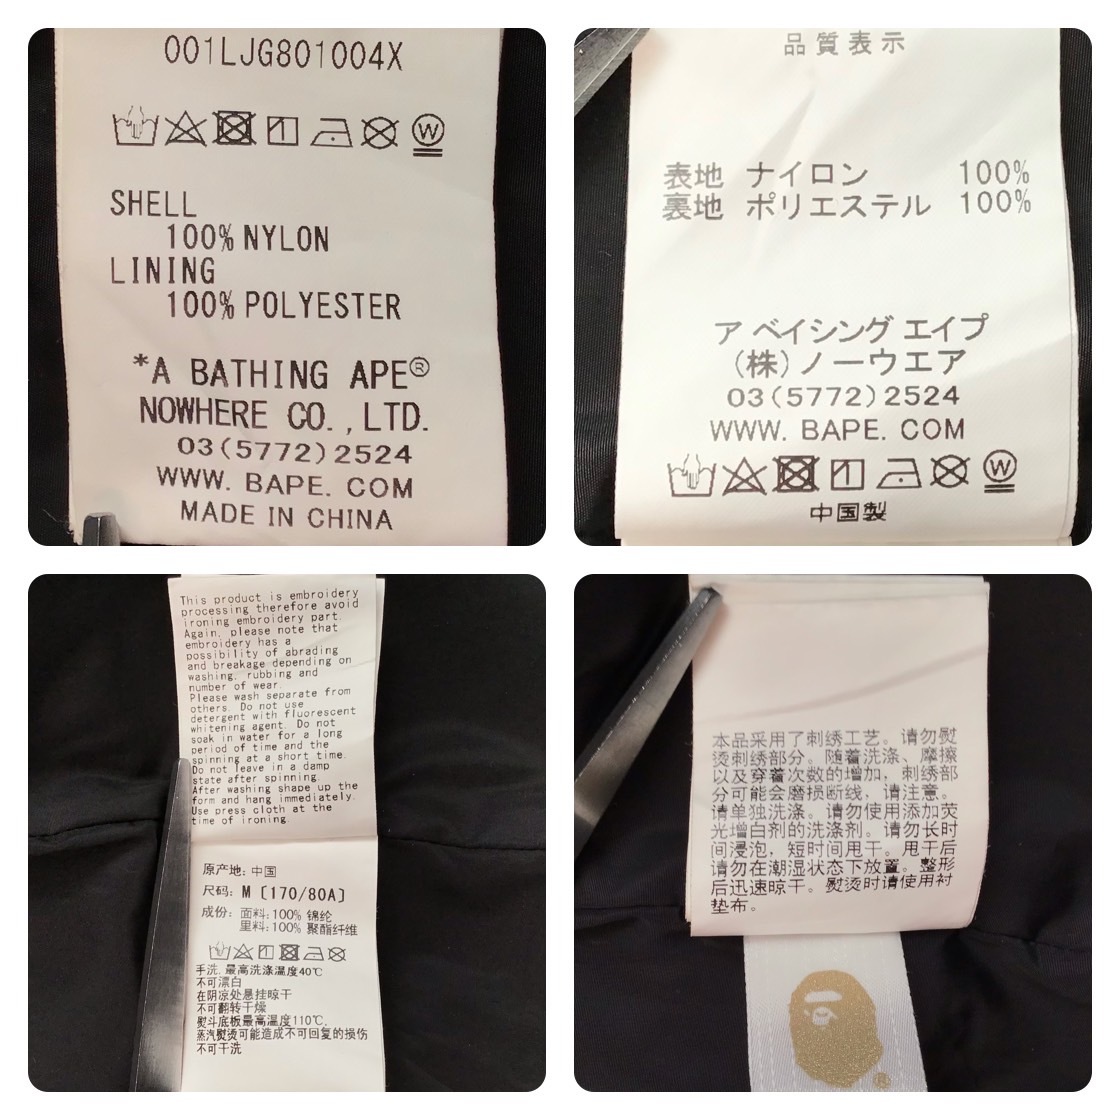 001LJG801004X
W
SHELL
100% NYLON
LINING
100% POLYESTER
*A BATHING APE®
NOWHERE CO.,LTD.
03(5772)2524
WWW. BAPE. COM
MADE IN CHINA
品質表示
表地 ナイロン 100%
裏地 ポリエステル 100%
ア ベイシング エイプ
(株)ノーウエア
03(5772)2524
WWW. BAPE. COM
W
中国製
This product is embroidery
processing therefore avoid
ironing embroidery part.
Again, please note that
embroidery has a
possibility of abrading
and breakage depending on
washing, rubbing and
number of wear.
Please wash separate from
others. Do not use
detergent with fluorescent
whitening agent. Do not
soak in water for a long
period of time and the
spinning at a short time.
Do not leave in a damp
state after spinning.
After washing shape up the
form and hang immediately.
Use press cloth at the
time of ironing.
原产地: 中国
尺码: M [170/80A]
成份: 面料:100% 锦纶
里料:100% 聚酯纤维
手洗, 最高洗涤温度40℃
不可漂白
在阴凉处悬挂晾干
不可翻转干燥
熨斗底板最高温度110℃,
蒸汽熨烫可能造成不可回复的损伤
不可干洗
本品采用了刺绣工艺。请勿熨
烫刺绣部分。随着洗涤、摩擦
以及穿着次数的增加, 刺绣部
分可能会磨损断线, 请注意。
请单独洗涤。请勿使用添加荧
光增白剂的洗涤剂。请勿长时
间浸泡, 短时间甩干。甩干后
请勿在潮湿状态下放置。整形
后迅速晾干。熨烫时请使用衬
垫布。
®